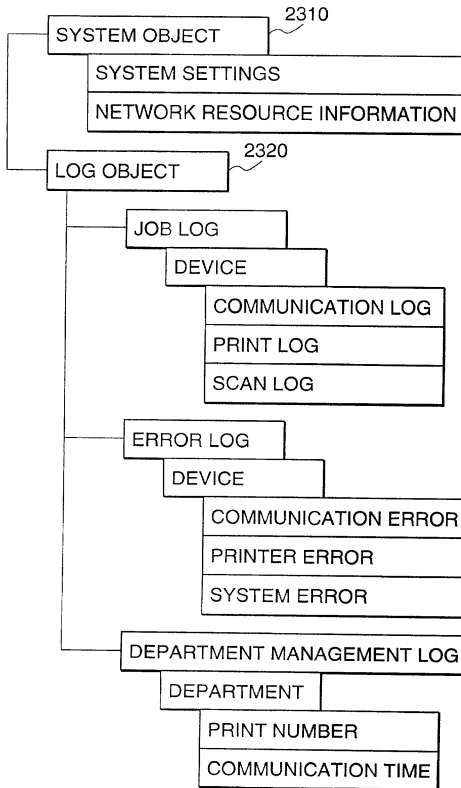 2310
SYSTEM OBJECT
SYSTEM SETTINGS
NETWORK RESOURCE INFORMATION
2320
LOG OBJECT
JOB LOG
DEVICE
COMMUNICATION LOG
PRINT LOG
SCAN LOG
ERROR LOG
DEVICE
COMMUNICATION ERROR
PRINTER ERROR
SYSTEM ERROR
DEPARTMENT MANAGEMENT LOG
DEPARTMENT
PRINT NUMBER
COMMUNICATION TIME